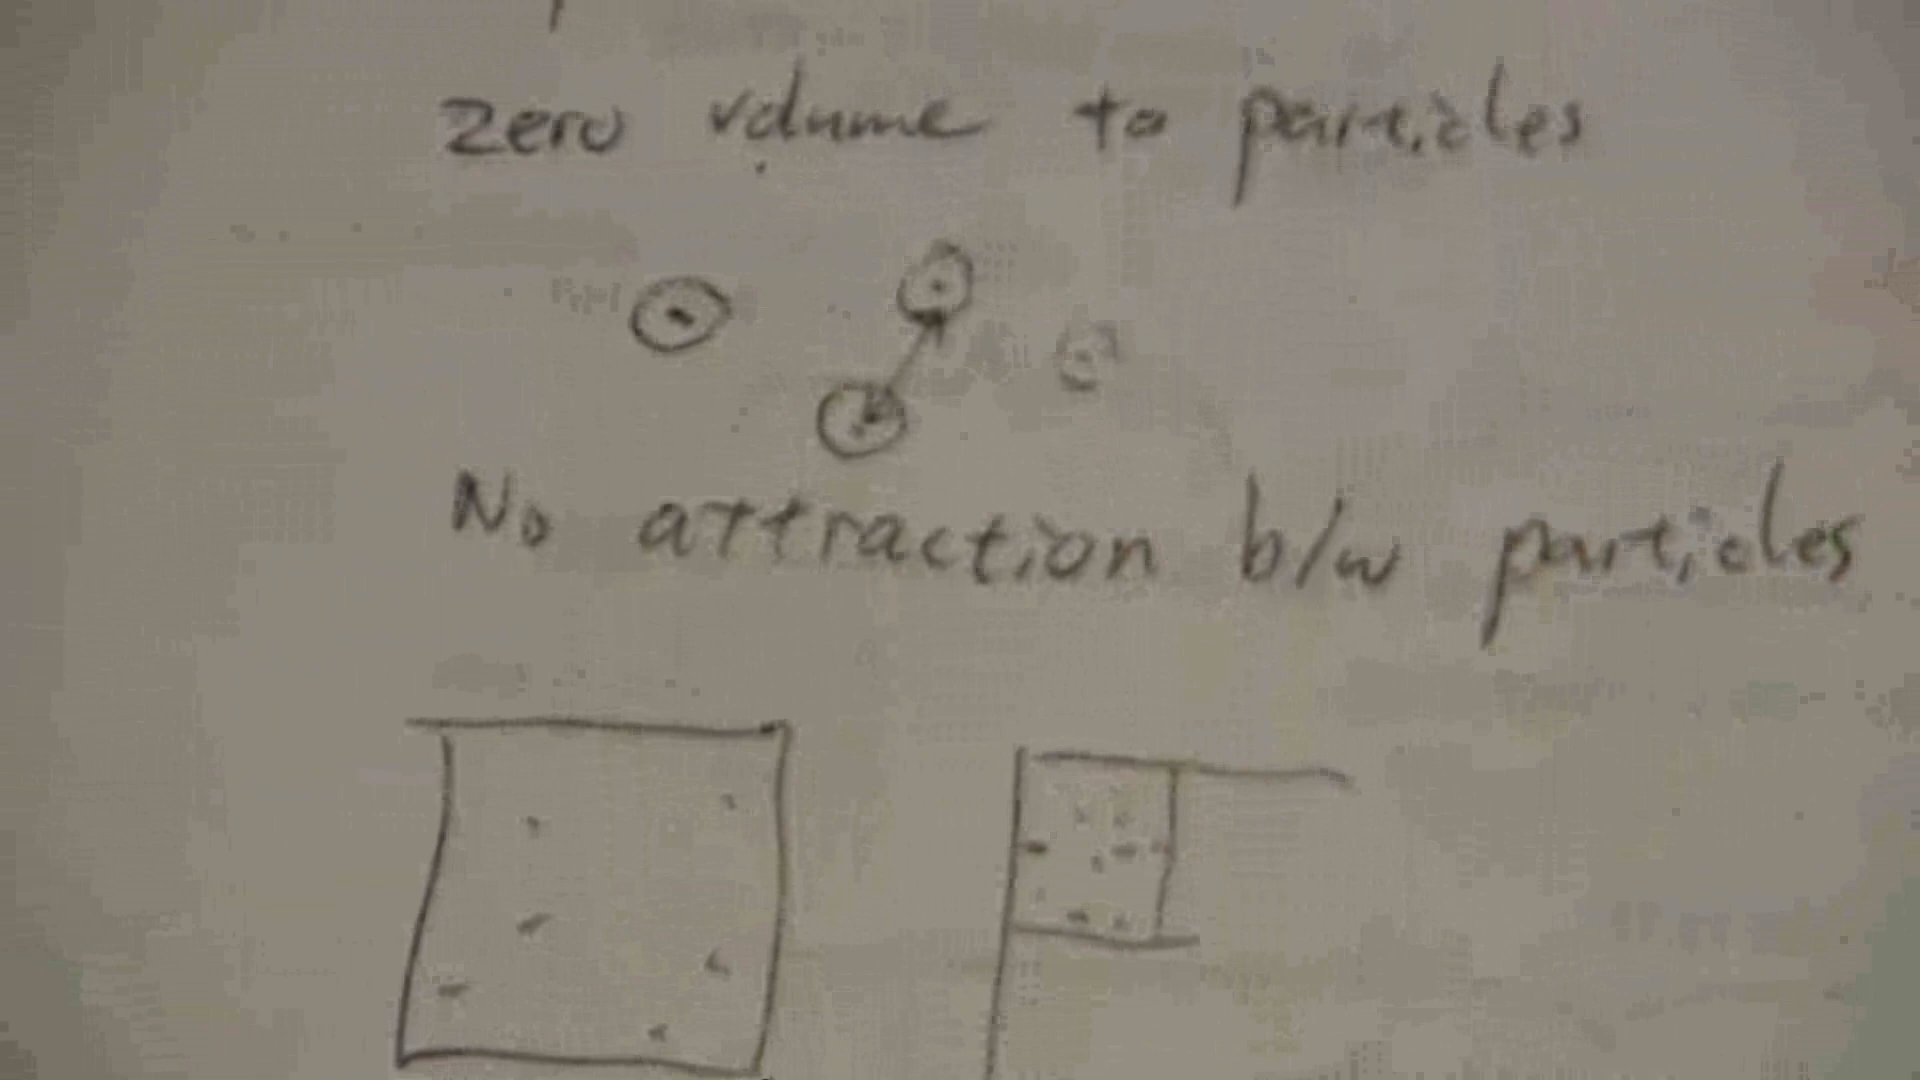 zero volume to particles
No attraction b/w particles